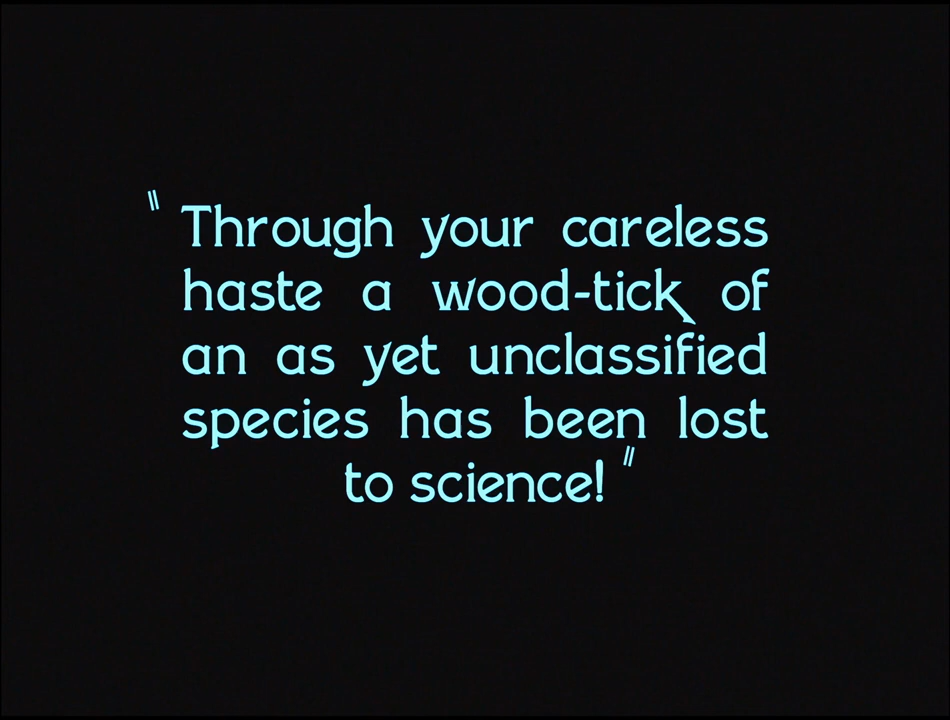 "Through your careless
haste a wood-tick of
an as yet unclassified
species has been lost
to science!"